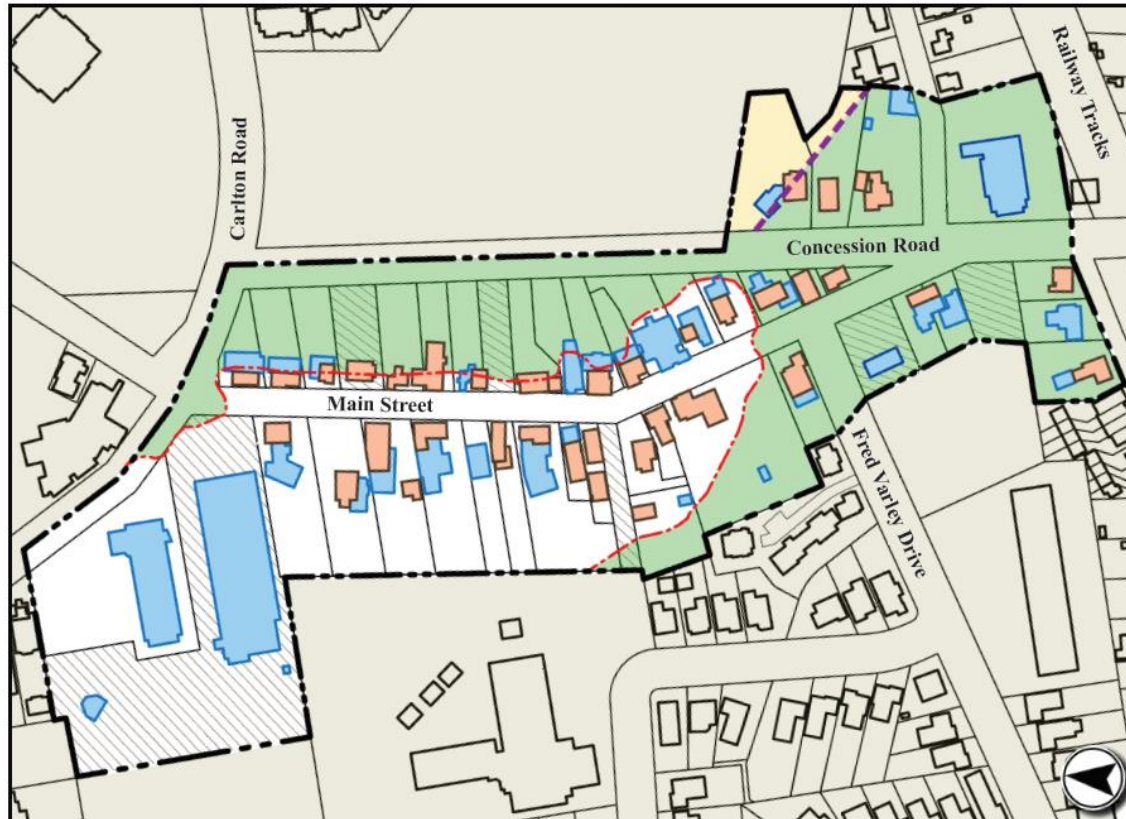 Railway Tracks
Carlton Road
Concession Road
Main Street
Fred Varley Drive